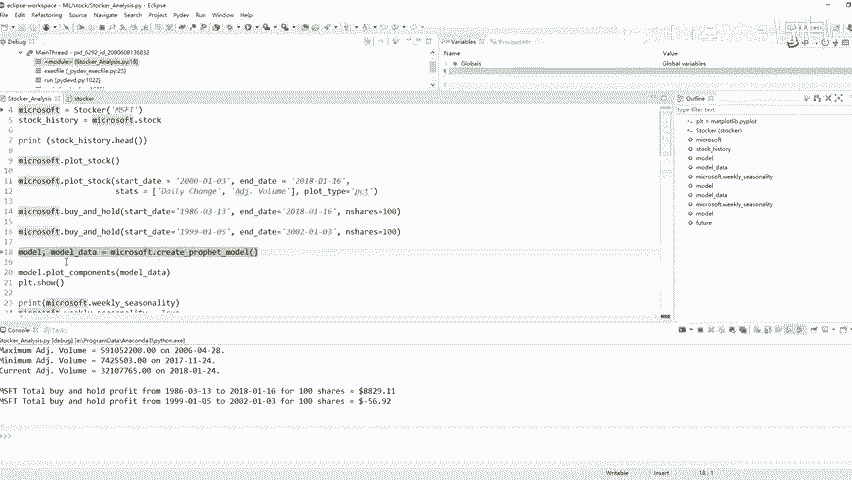 eclipse-workspace - ML/stock/Stocker_Analysis.py - Eclipse
File Edit Refactoring Source Navigate Search Project Pydev Run Window Help
Debug
Variables Breakpoints
MainThread - pid_6292_id_2080608136832
<module> [Stocker_Analysis.py:18]
execfile [_pydev_execfile.py:25]
run [pydevd.py:1022]
Name Value
Globals Global variables
Stocker_Analysis stocker
4 microsoft = Stocker('MSFT')
5 stock_history = microsoft.stock
6
7 print (stock_history.head())
8
9 microsoft.plot_stock()
10
11 microsoft.plot_stock(start_date = '2000-01-03', end_date = '2018-01-16',
12 stats = ['Daily Change', 'Adj. Volume'], plot_type='pct')
13
14 microsoft.buy_and_hold(start_date='1986-03-13', end_date='2018-01-16', nshares=100)
15
16 microsoft.buy_and_hold(start_date='1999-01-05', end_date='2002-01-03', nshares=100)
17
18 model, model_data = microsoft.create_prophet_model()
19
20 model.plot_components(model_data)
21 plt.show()
22
23 print(microsoft.weekly_seasonality)
Outline
type filter text
plt = matplotlib.pyplot
Stocker (stocker)
microsoft
stock_history
model
model_data
microsoft.weekly_seasonality
model
model_data
microsoft.weekly_seasonality
model
future
Console Tasks
Stocker_Analysis.py [debug] [e:\ProgramData\Anaconda3\python.exe]
Maximum Adj. Volume = 591052200.00 on 2006-04-28.
Minimum Adj. Volume = 7425503.00 on 2017-11-24.
Current Adj. Volume = 32107765.00 on 2018-01-24.
MSFT Total buy and hold profit from 1986-03-13 to 2018-01-16 for 100 shares = $8829.11
MSFT Total buy and hold profit from 1999-01-05 to 2002-01-03 for 100 shares = $-56.92
>>>
Writable Insert 18 : 1